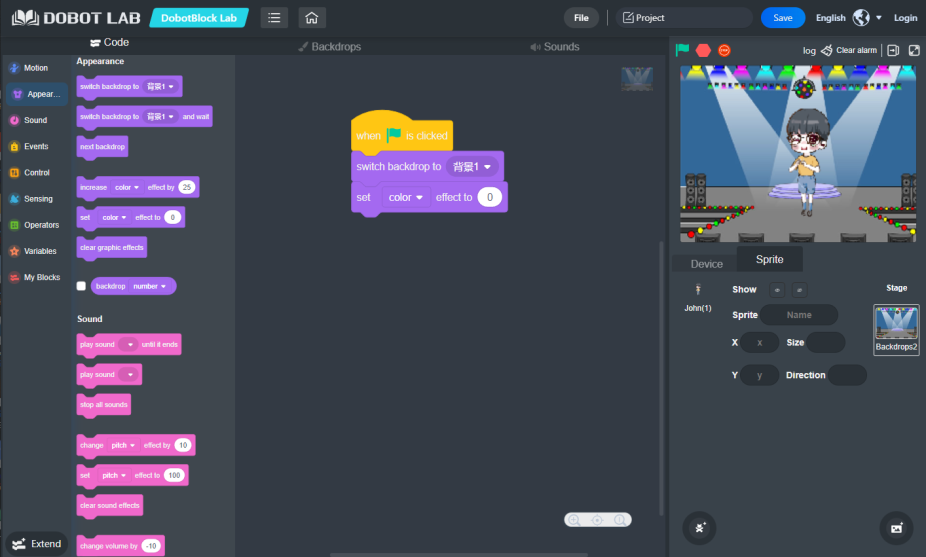 DOBOT LAB DobotBlock Lab File Project Save English Login
Code Backdrops Sounds
log Clear alarm
Motion
Appear...
Sound
Events
Control
Sensing
Operators
Variables
My Blocks
Extend
Appearance
switch backdrop to 背景1
switch backdrop to 背景1 and wait
next backdrop
increase color effect by 25
set color effect to 0
clear graphic effects
backdrop number
Sound
play sound until it ends
play sound
stop all sounds
change pitch effect by 10
set pitch effect to 100
clear sound effects
change volume by -10
when is clicked
switch backdrop to 背景1
set color effect to 0
Device Sprite
John(1)
Show
Sprite Name
X x Size
Y y Direction
Stage
Backdrops2